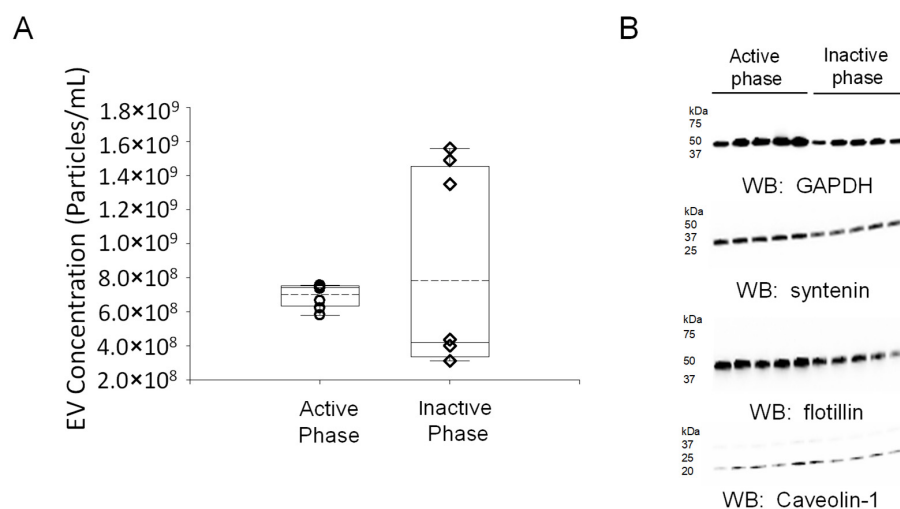 A
EV Concentration (Particles/mL)
1.8×10⁹
1.6×10⁹
1.4×10⁹
1.2×10⁹
1.0×10⁹
8.0×10⁸
6.0×10⁸
4.0×10⁸
2.0×10⁸
Active
Phase
Inactive
Phase
B
Active
phase
Inactive
phase
kDa
75
50
37
WB: GAPDH
kDa
50
37
25
WB: syntenin
kDa
75
50
37
WB: flotillin
kDa
37
25
20
WB: Caveolin-1